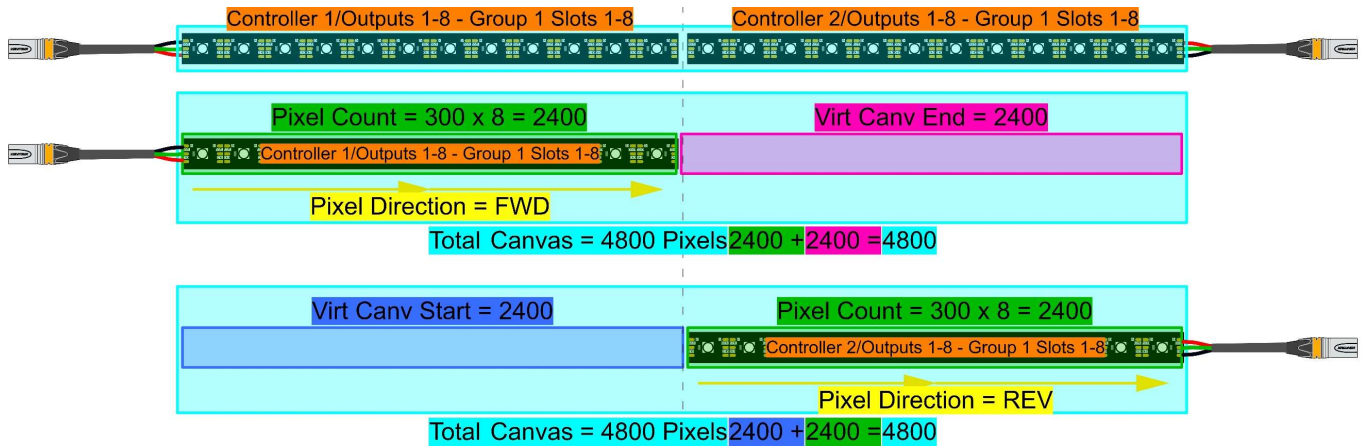 Controller 1/Outputs 1-8 - Group 1 Slots 1-8
Controller 2/Outputs 1-8 - Group 1 Slots 1-8
Pixel Count = 300 x 8 = 2400
Virt Canv End = 2400
Controller 1/Outputs 1-8 - Group 1 Slots 1-8
Pixel Direction = FWD
Total Canvas = 4800 Pixels 2400 + 2400 = 4800
Virt Canv Start = 2400
Pixel Count = 300 x 8 = 2400
Controller 2/Outputs 1-8 - Group 1 Slots 1-8
Pixel Direction = REV
Total Canvas = 4800 Pixels 2400 + 2400 = 4800